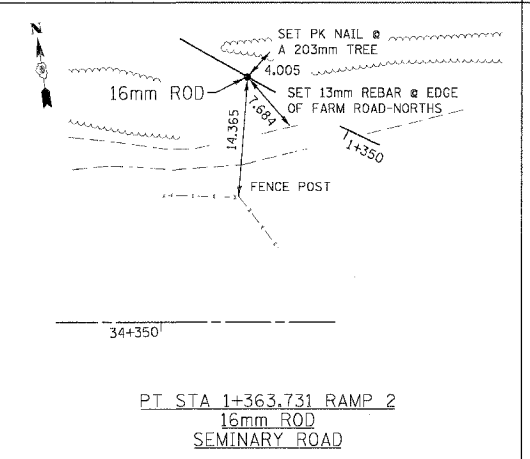 N
SET PK NAIL @
A 203mm TREE
4.005
16mm ROD
SET 13mm REBAR @ EDGE
OF FARM ROAD-NORTHS
7.684
14.365
1+350
FENCE POST
34+350
PT STA 1+363.731 RAMP 2
16mm ROD
SEMINARY ROAD